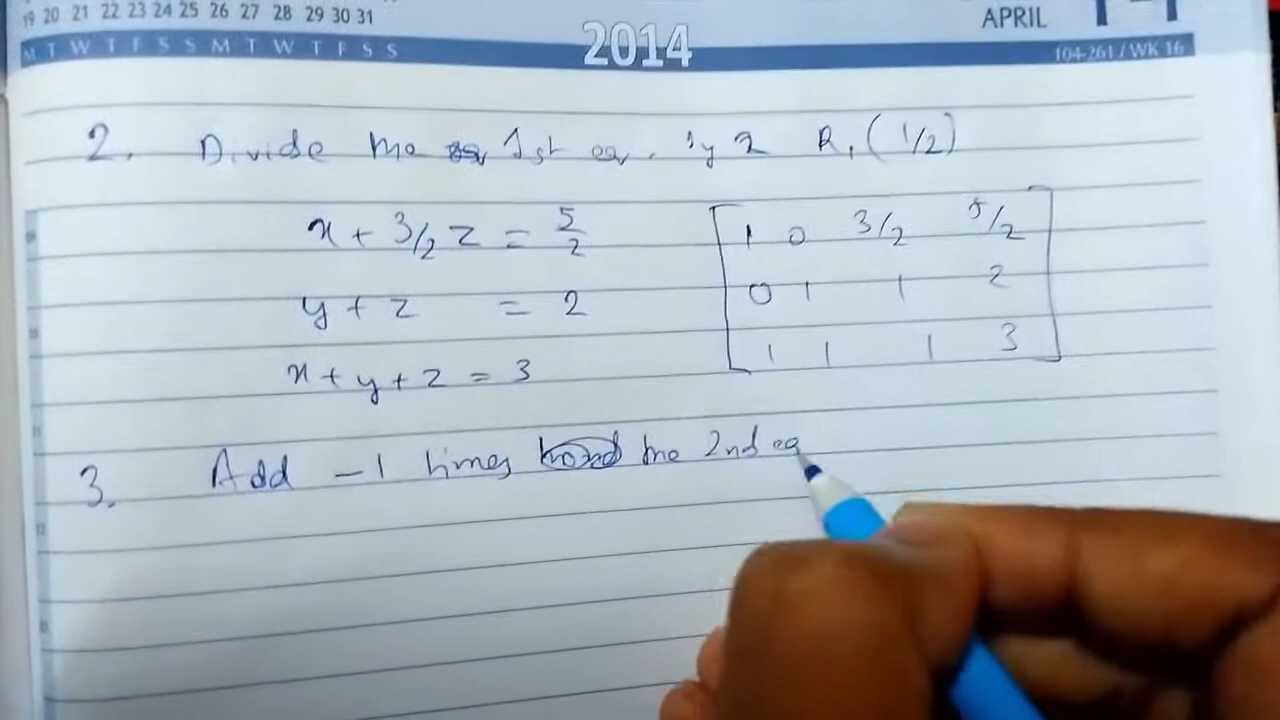 19 20 21 22 23 24 25 26 27 28 29 30 31
M T W T F S S M T W T F S S
2014
APRIL
104-261 / WK 16
2. Divide the 1st eq. by 2 R₁ (1/2)
x + 3/2 z = 5/2
y + z = 2
x + y + z = 3
1 0 3/2 5/2
0 1 1 2
1 1 1 3
3. Add -1 times the 2nd eq